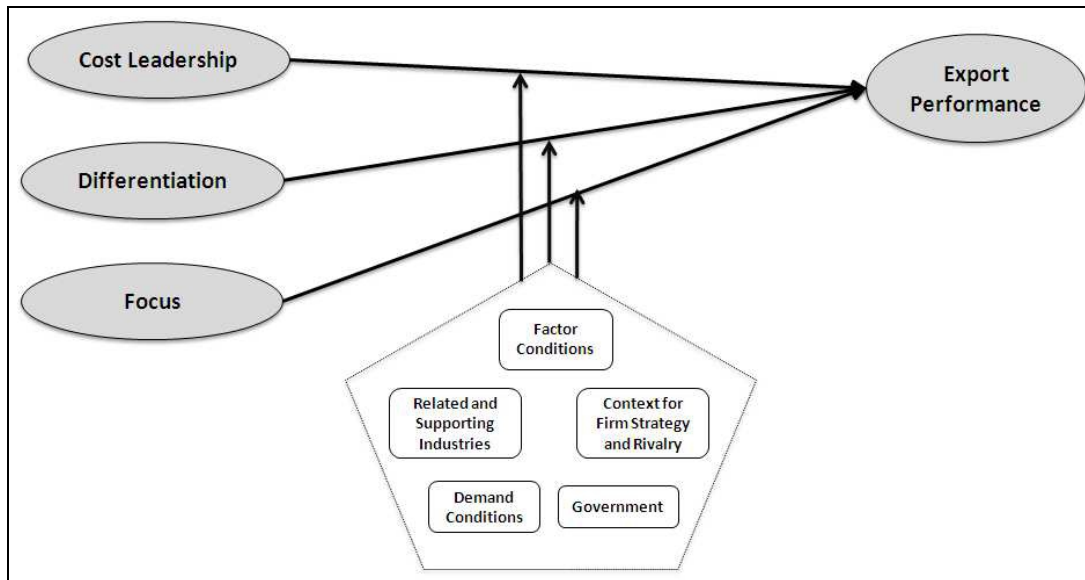 Cost Leadership
Export
Performance
Differentiation
Focus
Factor
Conditions
Related and
Supporting
Industries
Context for
Firm Strategy
and Rivalry
Demand
Conditions
Government